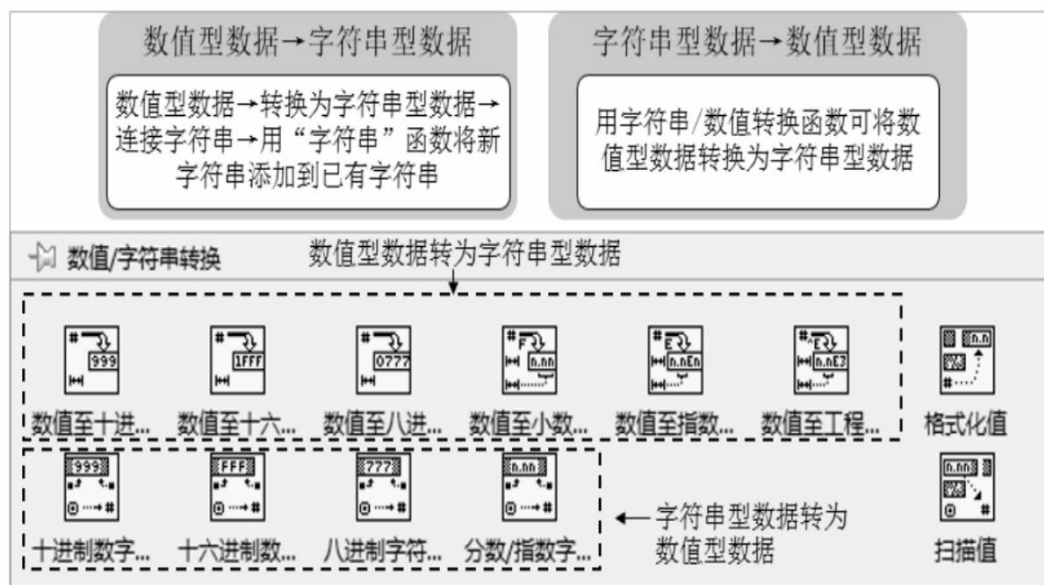 数值型数据→字符串型数据
数值型数据→转换为字符串型数据→
连接字符串→用“字符串”函数将新
字符串添加到已有字符串
字符串型数据→数值型数据
用字符串/数值转换函数可将数
值型数据转换为字符串型数据
数值/字符串转换
数值型数据转为字符串型数据
# 999
# 1FFF
# 0777
# F n.nn
# E n.nEn
# ^E n.nE3
n.n #
数值至十进...
数值至十六...
数值至八进...
数值至小数...
数值至指数...
数值至工程...
格式化值
999 #
FFF #
777 #
n.nn #
n.nn #
十进制数字...
十六进制数...
八进制字符...
分数/指数字...
←字符串型数据转为
数值型数据
扫描值